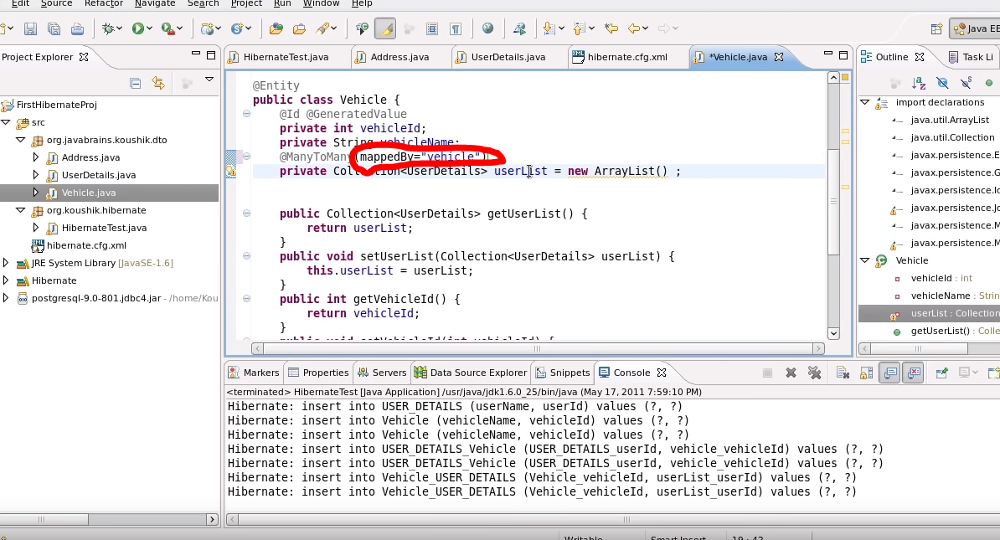 Edit Source Refactor Navigate Search Project Run Window Help
Java EE
Project Explorer
HibernateTest.java Address.java UserDetails.java hibernate.cfg.xml *Vehicle.java
Outline Task Li
FirstHibernateProj
src
org.javabrains.koushik.dto
Address.java
UserDetails.java
Vehicle.java
org.koushik.hibernate
HibernateTest.java
hibernate.cfg.xml
JRE System Library [JavaSE-1.6]
Hibernate
postgresql-9.0-801.jdbc4.jar - /home/Kou
@Entity
public class Vehicle {
@Id @GeneratedValue
private int vehicleId;
private String vehicleName;
@ManyToMany(mappedBy="vehicle")
private Collection<UserDetails> userList = new ArrayList() ;
public Collection<UserDetails> getUserList() {
return userList;
}
public void setUserList(Collection<UserDetails> userList) {
this.userList = userList;
}
public int getVehicleId() {
return vehicleId;
}
public void setVehicleId(int vehicleId) {
import declarations
java.util.ArrayList
java.util.Collection
javax.persistence.E
javax.persistence.G
javax.persistence.Ic
javax.persistence.Jc
javax.persistence.M
javax.persistence.M
Vehicle
vehicleId : int
vehicleName : Strin
userList : Collection
getUserList() : Colle
Markers Properties Servers Data Source Explorer Snippets Console
<terminated> HibernateTest [Java Application] /usr/java/jdk1.6.0_25/bin/java (May 17, 2011 7:59:10 PM)
Hibernate: insert into USER_DETAILS (userName, userId) values (?, ?)
Hibernate: insert into Vehicle (vehicleName, vehicleId) values (?, ?)
Hibernate: insert into Vehicle (vehicleName, vehicleId) values (?, ?)
Hibernate: insert into USER_DETAILS_Vehicle (USER_DETAILS_userId, vehicle_vehicleId) values (?, ?)
Hibernate: insert into USER_DETAILS_Vehicle (USER_DETAILS_userId, vehicle_vehicleId) values (?, ?)
Hibernate: insert into Vehicle_USER_DETAILS (Vehicle_vehicleId, userList_userId) values (?, ?)
Hibernate: insert into Vehicle_USER_DETAILS (Vehicle_vehicleId, userList_userId) values (?, ?)
Writable Smart Insert 19 : 42